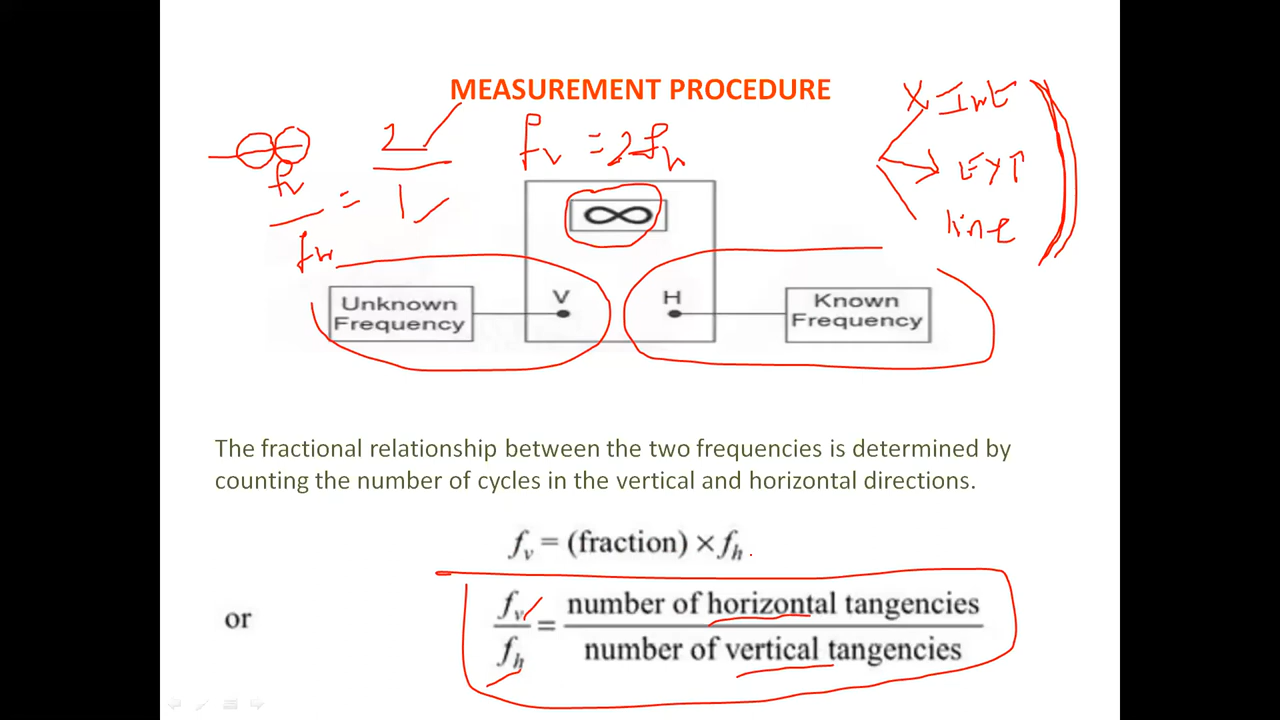 MEASUREMENT PROCEDURE
X Int
EXT
line
fv = 2fh
fv/fh = 2/1
∞
V
H
Unknown
Frequency
Known
Frequency
The fractional relationship between the two frequencies is determined by
counting the number of cycles in the vertical and horizontal directions.
fv = (fraction) × fh
or
fv/fh = number of horizontal tangencies
number of vertical tangencies